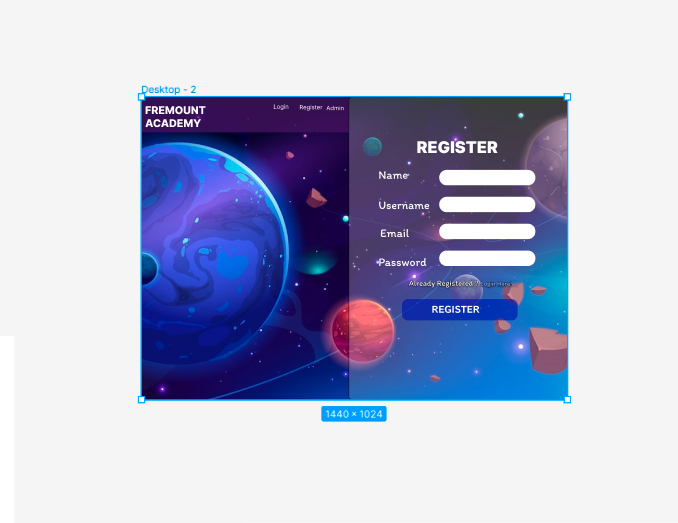 Desktop - 2
FREMOUNT
ACADEMY
Login Register Admin
REGISTER
Name
Username
Email
Password
Already Registered ? Login Here
REGISTER
1440 × 1024